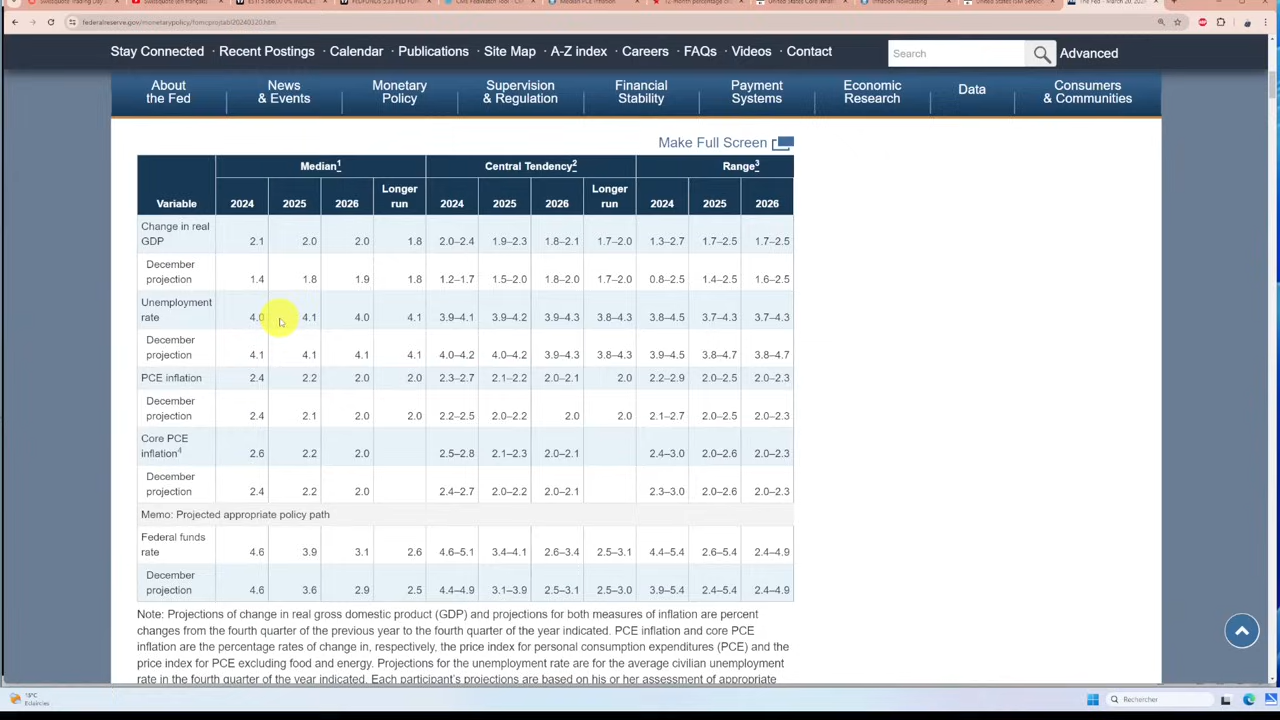 federalreserve.gov/monetarypolicy/fomcprojtabl20240320.htm
Stay Connected Recent Postings Calendar Publications Site Map A-Z index Careers FAQs Videos Contact Search Advanced
About the Fed
News & Events
Monetary Policy
Supervision & Regulation
Financial Stability
Payment Systems
Economic Research
Data
Consumers & Communities
Make Full Screen
Variable Median1 Central Tendency2 Range3
2024 2025 2026 Longer run 2024 2025 2026 Longer run 2024 2025 2026
Change in real GDP 2.1 2.0 2.0 1.8 2.0–2.4 1.9–2.3 1.8–2.1 1.7–2.0 1.3–2.7 1.7–2.5 1.7–2.5
December projection 1.4 1.8 1.9 1.8 1.2–1.7 1.5–2.0 1.8–2.0 1.7–2.0 0.8–2.5 1.4–2.5 1.6–2.5
Unemployment rate 4.0 4.1 4.0 4.1 3.9–4.1 3.9–4.2 3.9–4.3 3.8–4.3 3.8–4.5 3.7–4.3 3.7–4.3
December projection 4.1 4.1 4.1 4.1 4.0–4.2 4.0–4.2 3.9–4.3 3.8–4.3 3.9–4.5 3.8–4.7 3.8–4.7
PCE inflation 2.4 2.2 2.0 2.0 2.3–2.7 2.1–2.2 2.0–2.1 2.0 2.2–2.9 2.0–2.5 2.0–2.3
December projection 2.4 2.1 2.0 2.0 2.2–2.5 2.0–2.2 2.0 2.0 2.1–2.7 2.0–2.5 2.0–2.3
Core PCE inflation4 2.6 2.2 2.0 2.5–2.8 2.1–2.3 2.0–2.1 2.4–3.0 2.0–2.6 2.0–2.3
December projection 2.4 2.2 2.0 2.4–2.7 2.0–2.2 2.0–2.1 2.3–3.0 2.0–2.6 2.0–2.3
Memo: Projected appropriate policy path
Federal funds rate 4.6 3.9 3.1 2.6 4.6–5.1 3.4–4.1 2.6–3.4 2.5–3.1 4.4–5.4 2.6–5.4 2.4–4.9
December projection 4.6 3.6 2.9 2.5 4.4–4.9 3.1–3.9 2.5–3.1 2.5–3.0 3.9–5.4 2.4–5.4 2.4–4.9
Note: Projections of change in real gross domestic product (GDP) and projections for both measures of inflation are percent
changes from the fourth quarter of the previous year to the fourth quarter of the year indicated. PCE inflation and core PCE
inflation are the percentage rates of change in, respectively, the price index for personal consumption expenditures (PCE) and the
price index for PCE excluding food and energy. Projections for the unemployment rate are for the average civilian unemployment
rate in the fourth quarter of the year indicated. Each participant's projections are based on his or her assessment of appropriate
Rechercher